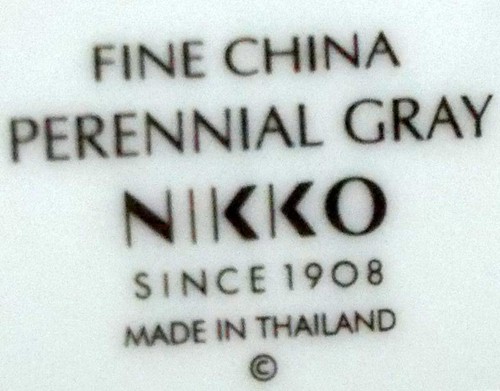 FINE CHINA
PERENNIAL GRAY
NIKKO
SINCE 1908
MADE IN THAILAND
©